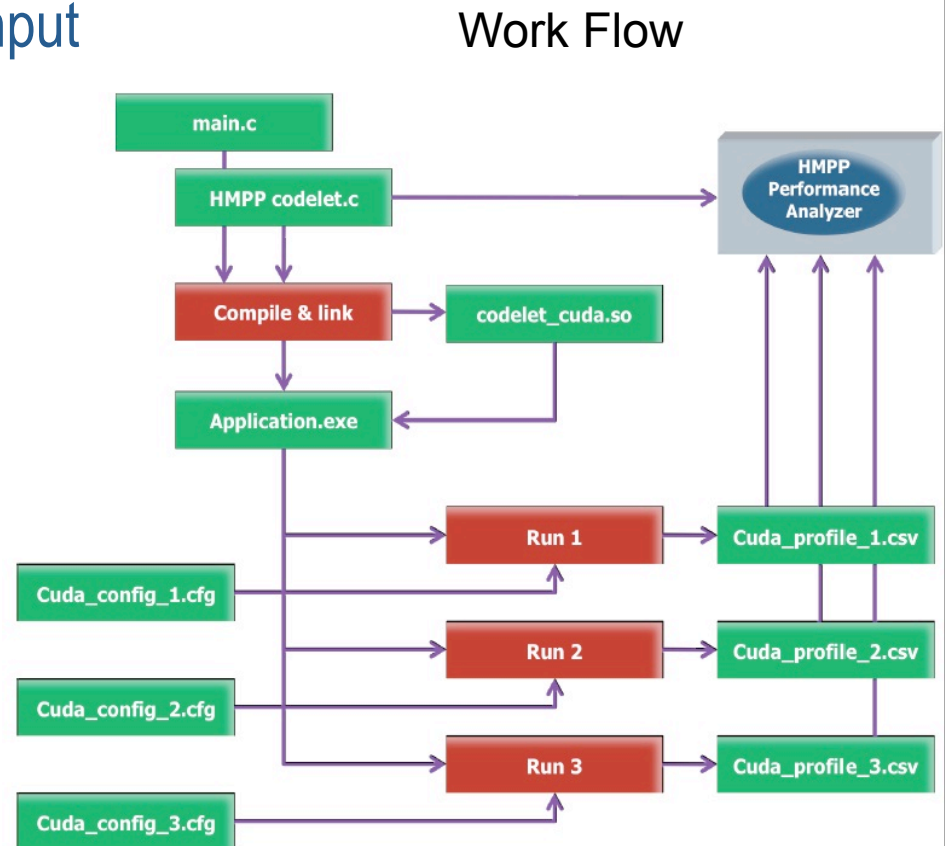 Work Flow
main.c
HMPP codelet.c
HMPP
Performance
Analyzer
Compile & link
codelet_cuda.so
Application.exe
Run 1
Cuda_profile_1.csv
Cuda_config_1.cfg
Run 2
Cuda_profile_2.csv
Cuda_config_2.cfg
Run 3
Cuda_profile_3.csv
Cuda_config_3.cfg